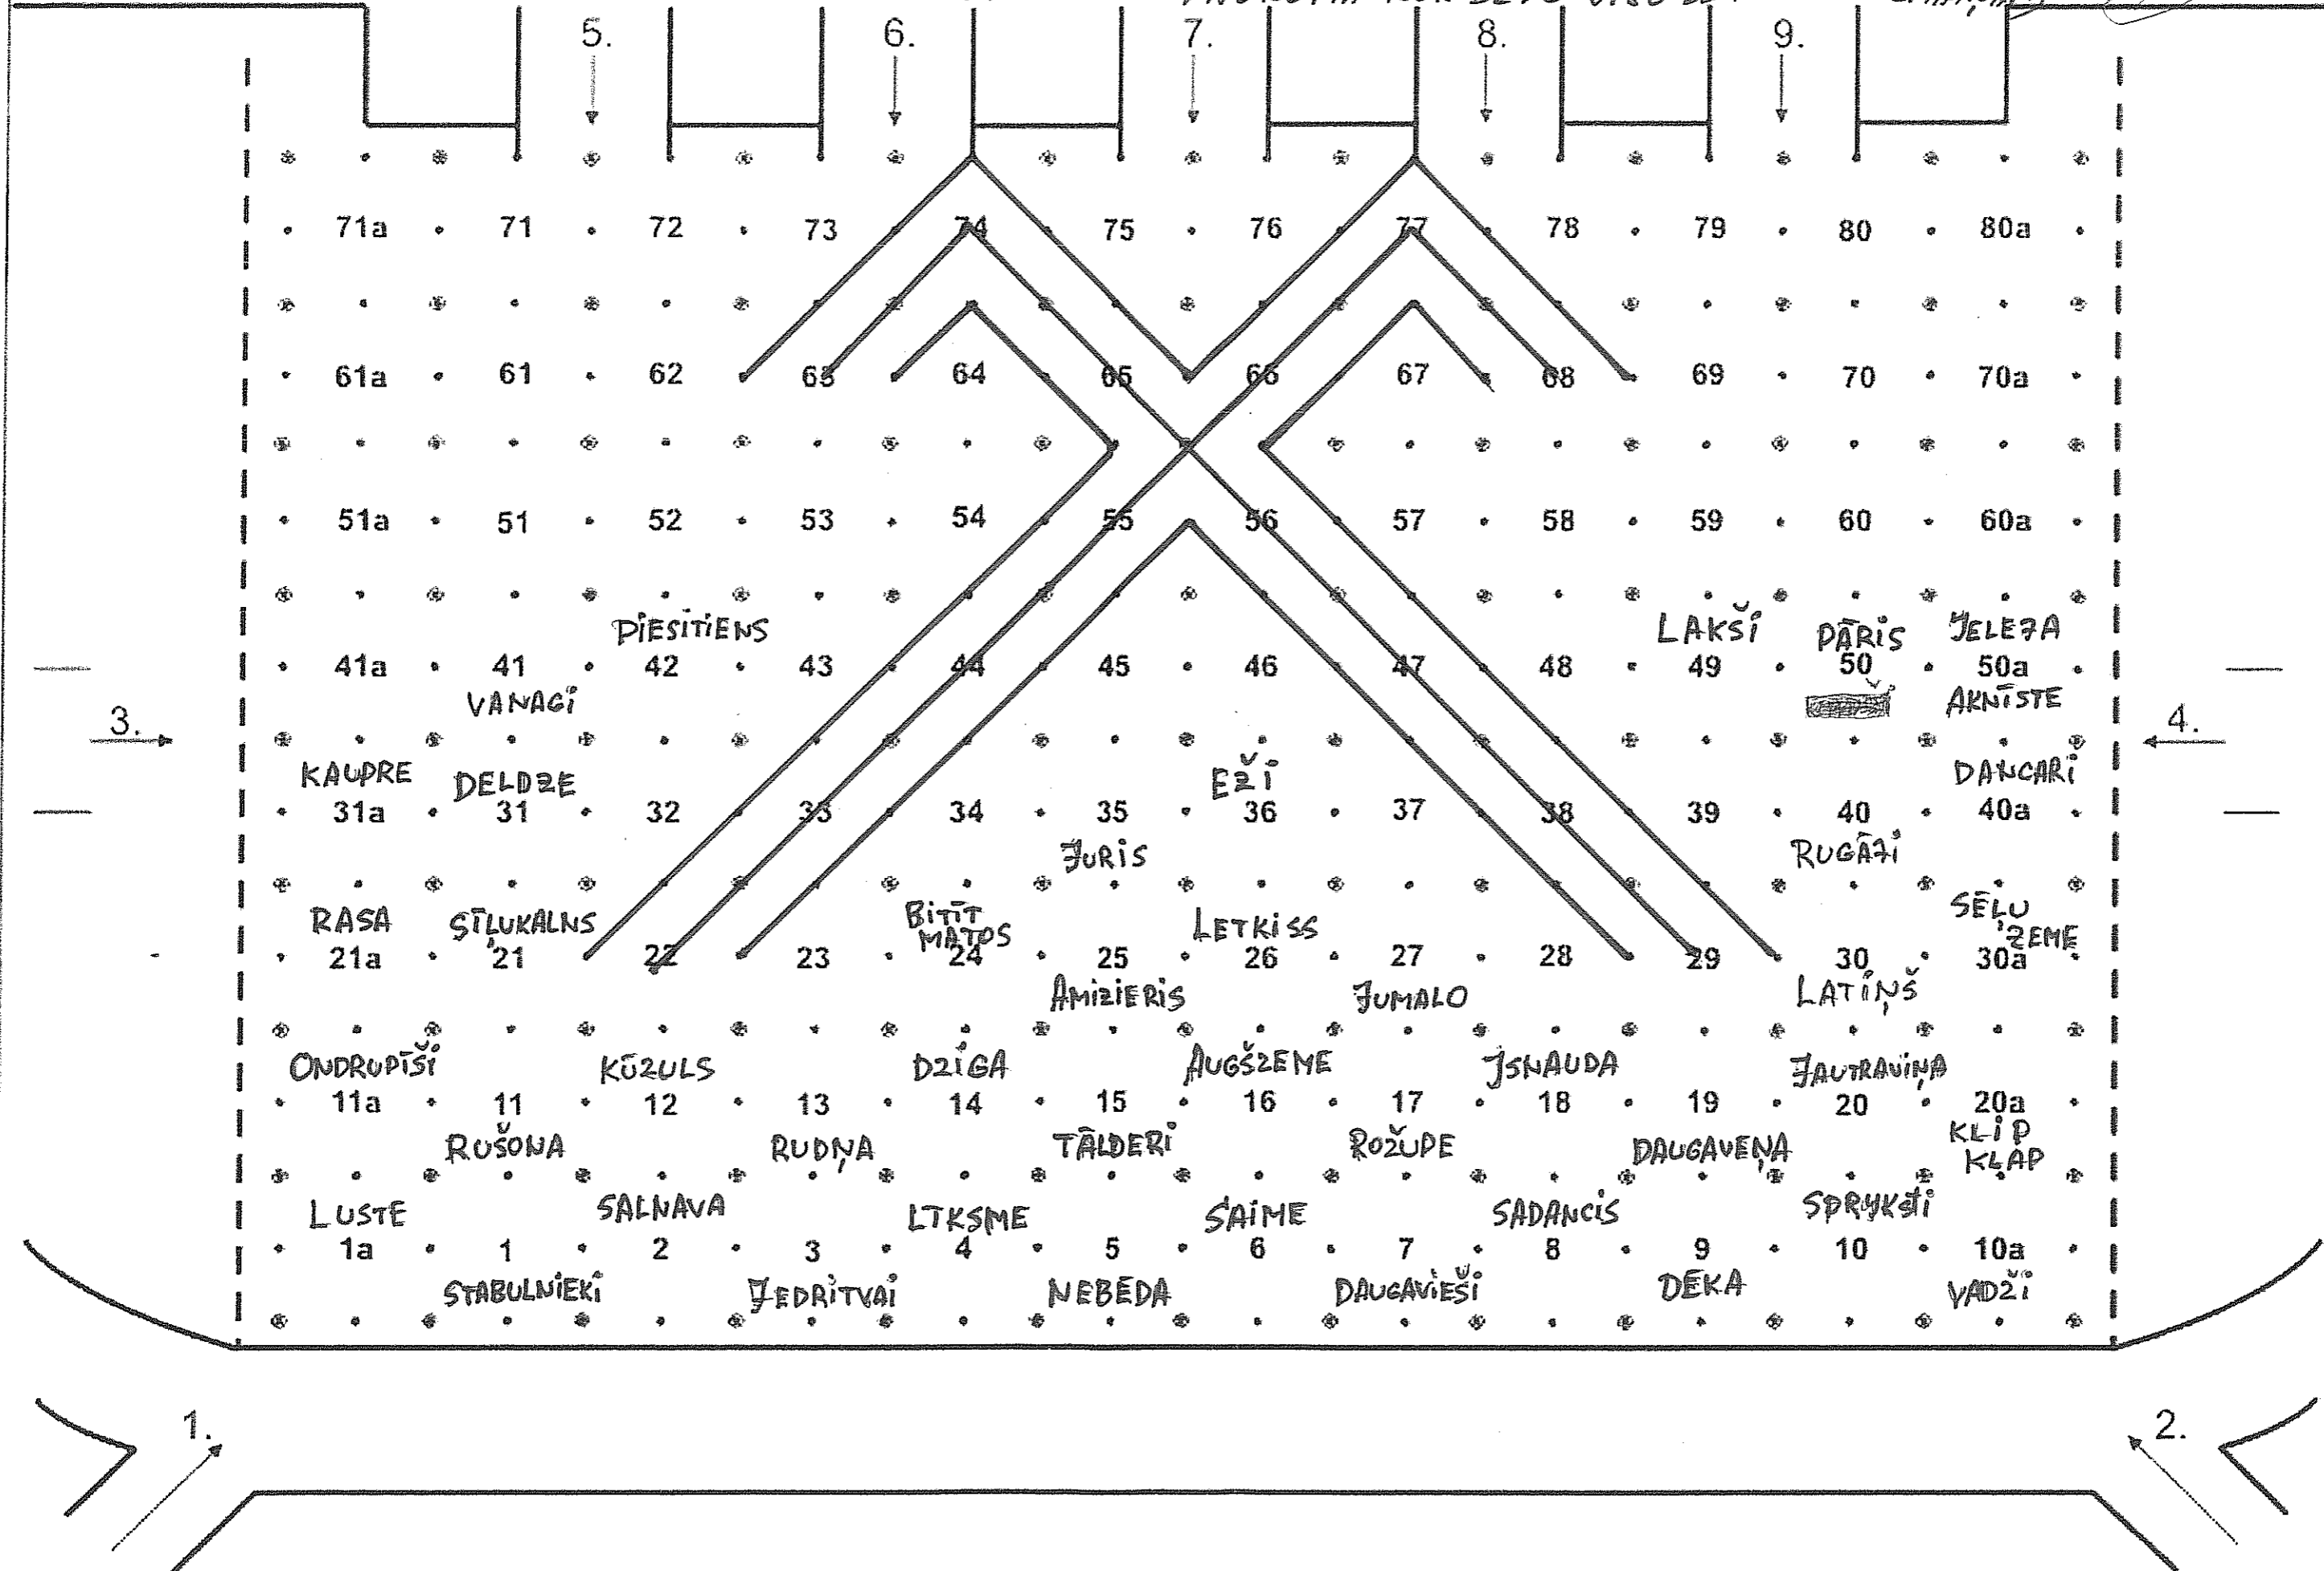 5. 6. 7. 8. 9.
71a 71 72 73 74 75 76 77 78 79 80 80a
61a 61 62 63 64 65 66 67 68 69 70 70a
51a 51 52 53 54 55 56 57 58 59 60 60a
PIESITIENS LAKŠI PĀRIS JELEJA
41a 41 42 43 44 45 46 47 48 49 50 50a
VANAGI AKNĪSTE
3. 4.
KAUPRE DELDZE EŽI DANCARI
31a 31 32 33 34 35 36 37 38 39 40 40a
JURIS RUGĀJI
RASA SĪĻUKALNS BITĪT MATOS LETKISS SĒĻU ZEME
21a 21 22 23 24 25 26 27 28 29 30 30a
AMIZIERIS JUMALO LATIŅŠ
ONDRUPĪŠI KŪZULS DZIGA AUGŠZEME ISNAUDA JAUTRAVIŅA
11a 11 12 13 14 15 16 17 18 19 20 20a
RUŠONA RUDŅA TĀLDERI ROŽUPE DAUGAVEŅA KLIP KLAP
LUSTE SALNAVA LĪKSME SAIME SADANCIS SPRYKSTI
1a 1 2 3 4 5 6 7 8 9 10 10a
STABULNIEKI JEDRITVAI NEBĒDA DAUGAVIEŠI DĒKA VADŽI
1. 2.